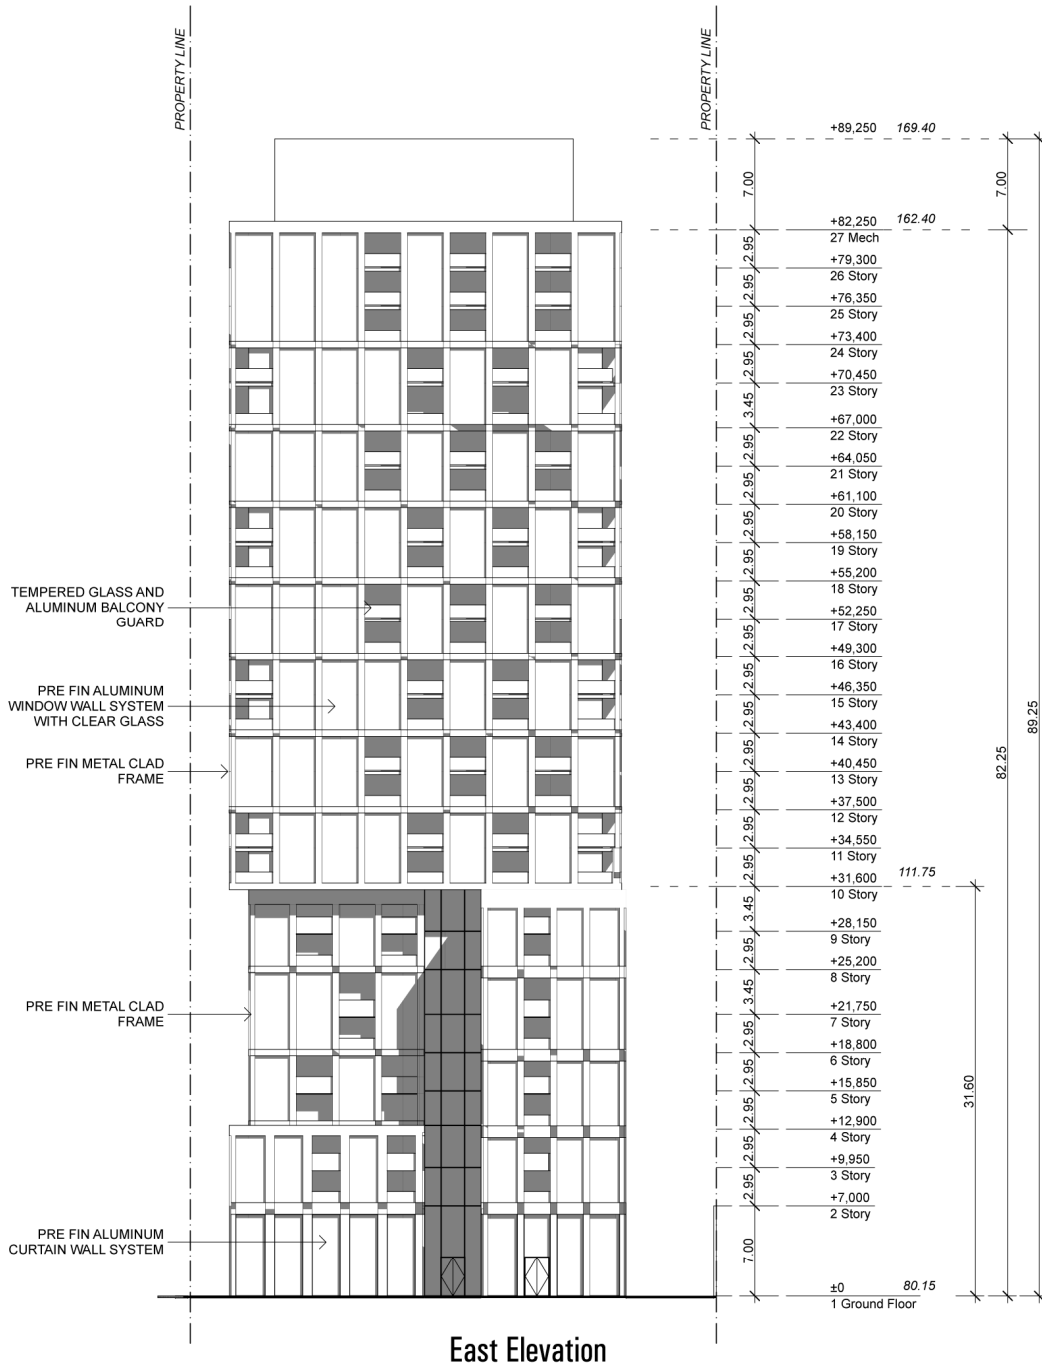 PROPERTY LINE
PROPERTY LINE
+89,250 169.40
7.00
7.00
+82,250 162.40
27 Mech
2.95
+79,300
26 Story
2.95
+76,350
25 Story
2.95
+73,400
24 Story
2.95
+70,450
23 Story
3.45
+67,000
22 Story
2.95
+64,050
21 Story
2.95
+61,100
20 Story
2.95
+58,150
19 Story
2.95
+55,200
18 Story
2.95
+52,250
17 Story
2.95
+49,300
16 Story
2.95
+46,350
15 Story
2.95
+43,400
14 Story
2.95
+40,450
13 Story
2.95
+37,500
12 Story
2.95
+34,550
11 Story
2.95
+31,600 111.75
10 Story
3.45
+28,150
9 Story
2.95
+25,200
8 Story
3.45
+21,750
7 Story
2.95
+18,800
6 Story
2.95
+15,850
5 Story
2.95
+12,900
4 Story
2.95
+9,950
3 Story
2.95
+7,000
2 Story
7.00
±0 80.15
1 Ground Floor
31.60
82.25
89.25
TEMPERED GLASS AND
ALUMINUM BALCONY
GUARD
PRE FIN ALUMINUM
WINDOW WALL SYSTEM
WITH CLEAR GLASS
PRE FIN METAL CLAD
FRAME
PRE FIN METAL CLAD
FRAME
PRE FIN ALUMINUM
CURTAIN WALL SYSTEM
East Elevation